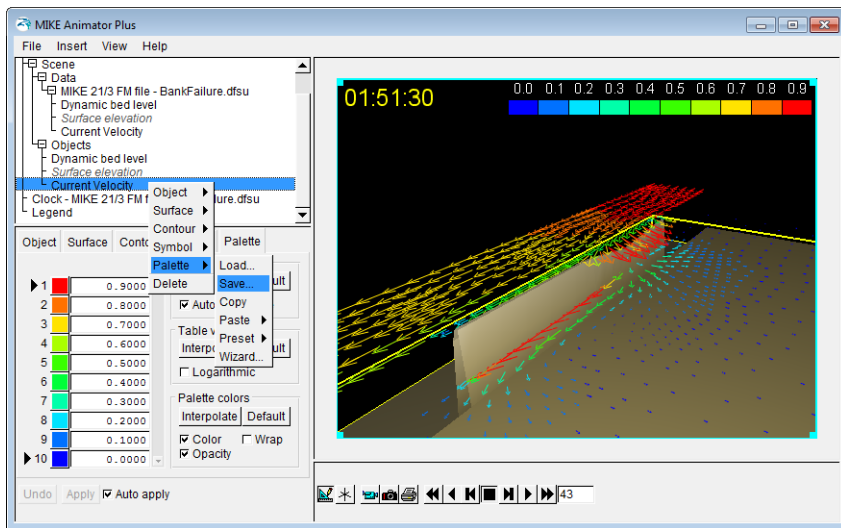 MIKE Animator Plus
File Insert View Help
Scene
Data
MIKE 21/3 FM file - BankFailure.dfsu
Dynamic bed level
Surface elevation
Current Velocity
Objects
Dynamic bed level
Surface elevation
Current Velocity
Clock - MIKE 21/3 FM f lure.dfsu
Legend
Object
Surface
Contour
Symbol
Palette
Delete
Load...
Save...
Copy
Paste
Preset
Wizard...
Object Surface Conto Palette
1 0.9000
2 0.8000
3 0.7000
4 0.6000
5 0.5000
6 0.4000
7 0.3000
8 0.2000
9 0.1000
10 0.0000
ult
Auto
Table v
Interpo ult
Logarithmic
Palette colors
Interpolate Default
Color Wrap
Opacity
Undo Apply Auto apply
01:51:30
0.0 0.1 0.2 0.3 0.4 0.5 0.6 0.7 0.8 0.9
43